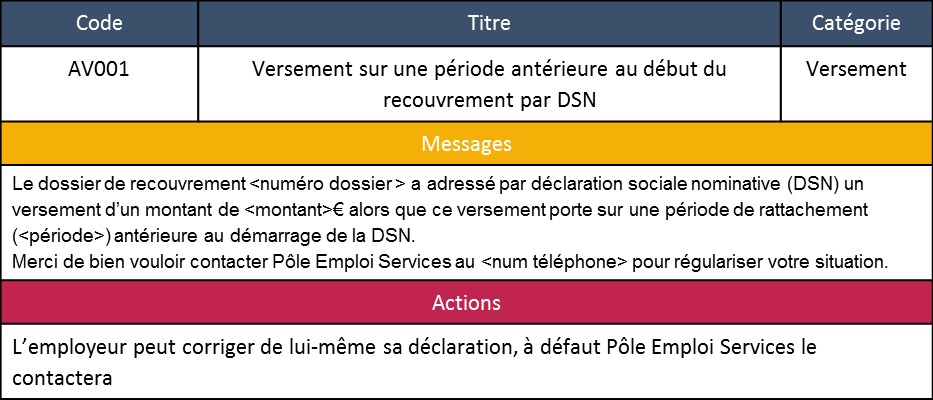 Code Titre Catégorie
AV001 Versement sur une période antérieure au début du Versement
recouvrement par DSN
Messages
Le dossier de recouvrement <numéro dossier > a adressé par déclaration sociale nominative (DSN) un
versement d’un montant de <montant>€ alors que ce versement porte sur une période de rattachement
(<période>) antérieure au démarrage de la DSN.
Merci de bien vouloir contacter Pôle Emploi Services au <num téléphone> pour régulariser votre situation.
Actions
L’employeur peut corriger de lui-même sa déclaration, à défaut Pôle Emploi Services le
contactera